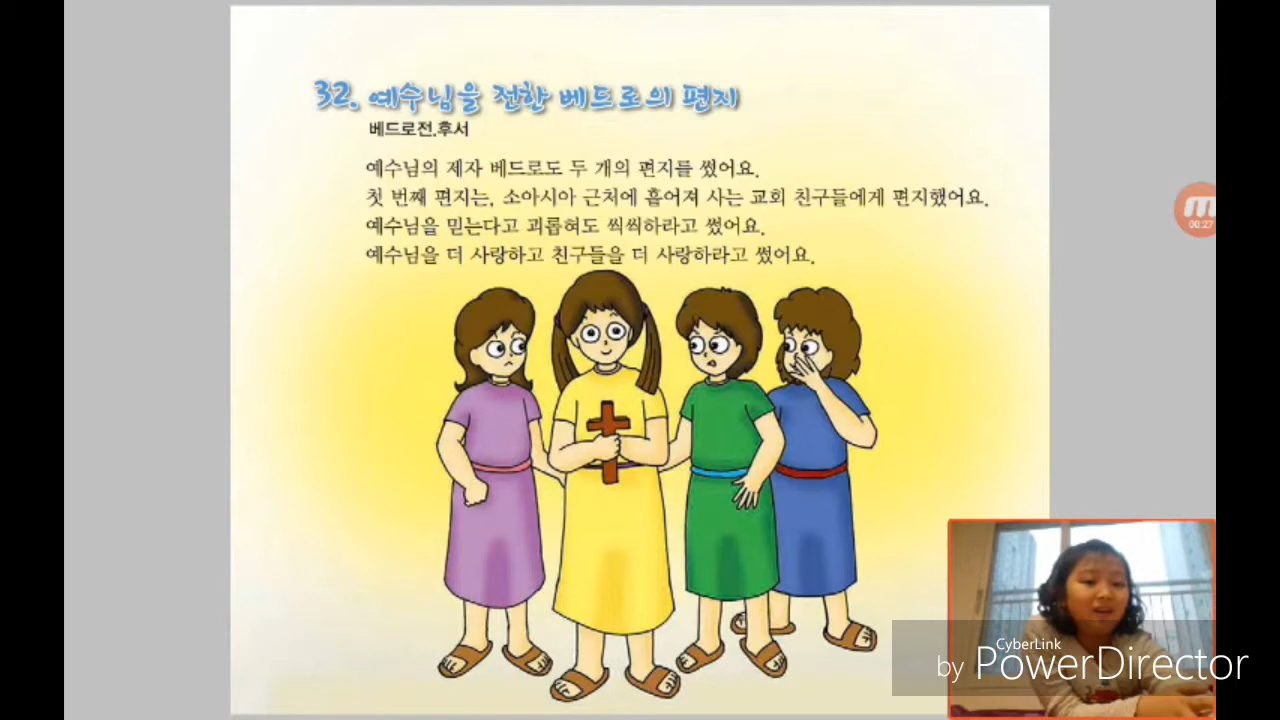 32. 예수님을 전한 베드로의 편지
베드로전.후서
예수님의 제자 베드로도 두 개의 편지를 썼어요.
첫 번째 편지는, 소아시아 근처에 흩어져 사는 교회 친구들에게 편지했어요.
예수님을 믿는다고 괴롭혀도 씩씩하라고 썼어요.
예수님을 더 사랑하고 친구들을 더 사랑하라고 썼어요.
00:27
CyberLink
by PowerDirector